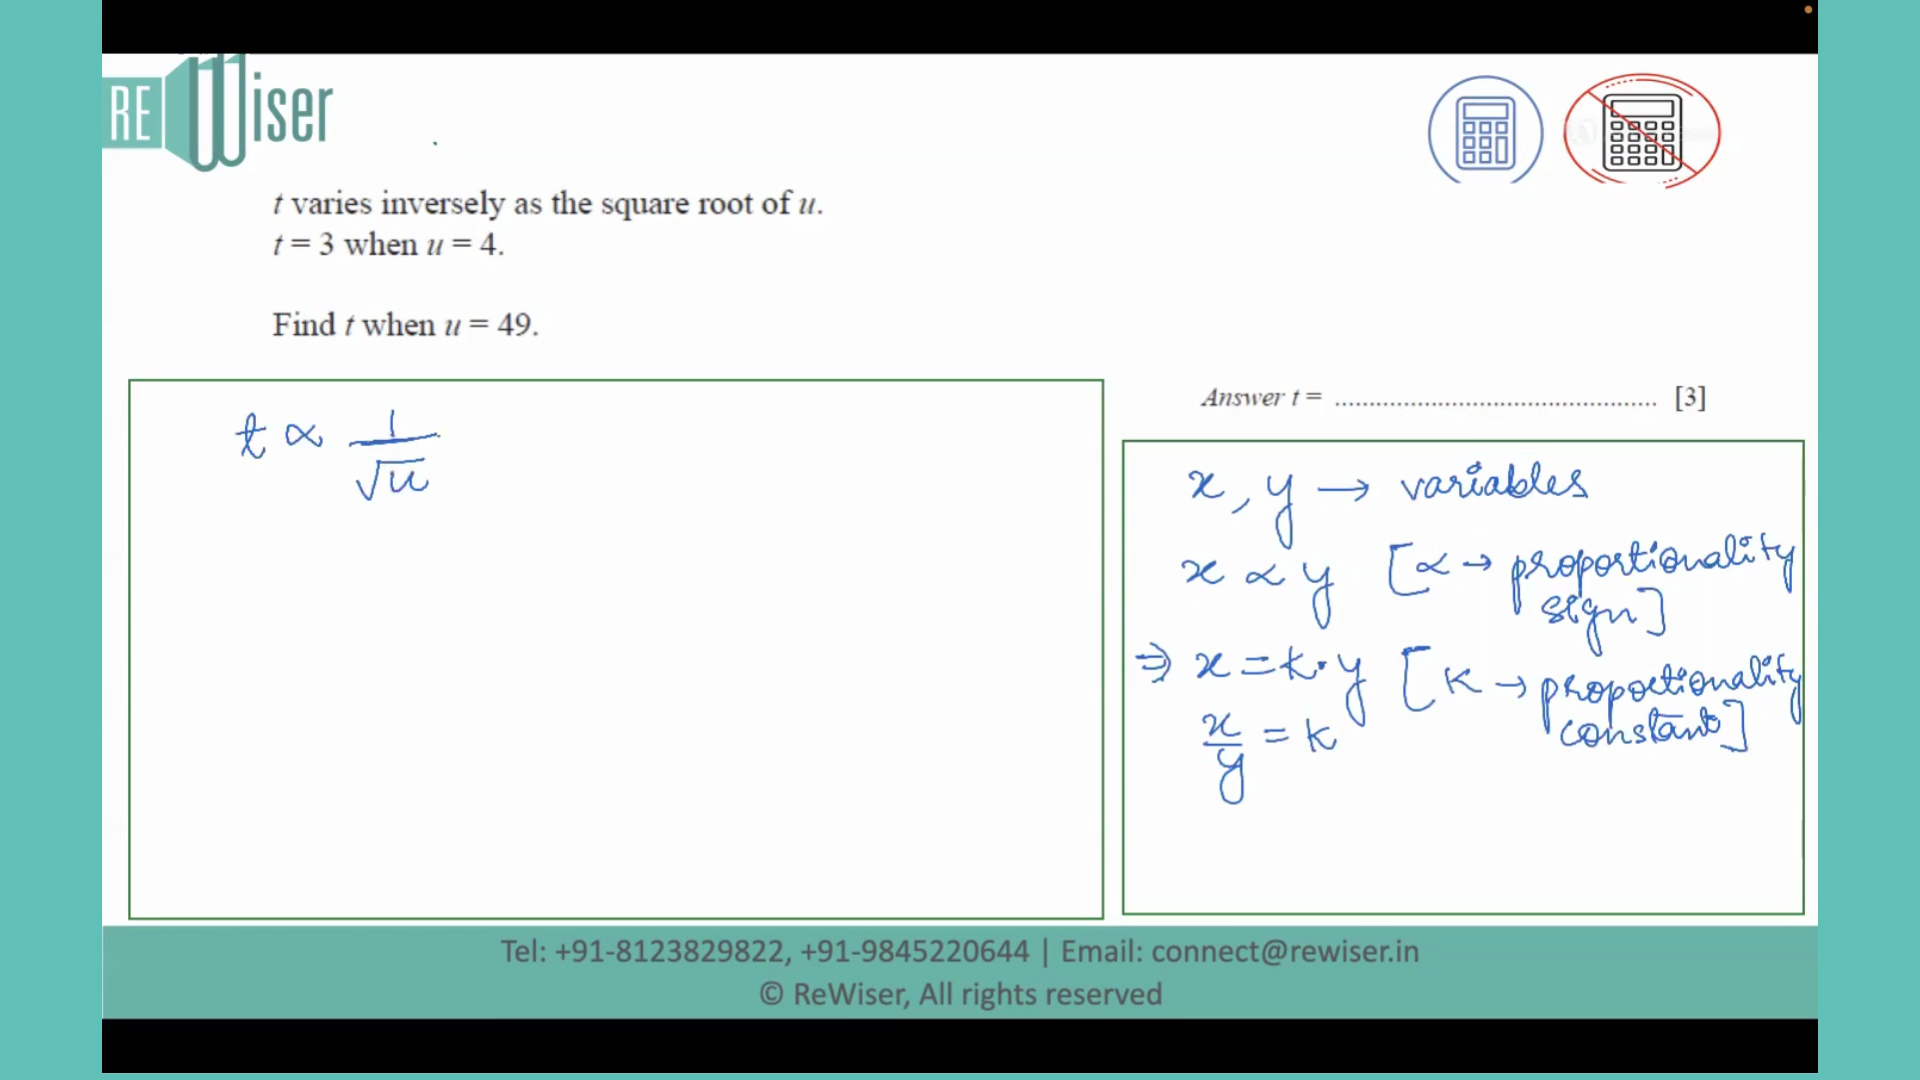 REWiser
t varies inversely as the square root of u.
t = 3 when u = 4.
Find t when u = 49.
Answer t = ............................................... [3]
t ∝ 1/√u
x, y → variables
x ∝ y [∝ → proportionality sign]
⇒ x = k·y [k → proportionality constant]
x/y = k
Tel: +91-8123829822, +91-9845220644 | Email: connect@rewiser.in
© ReWiser, All rights reserved